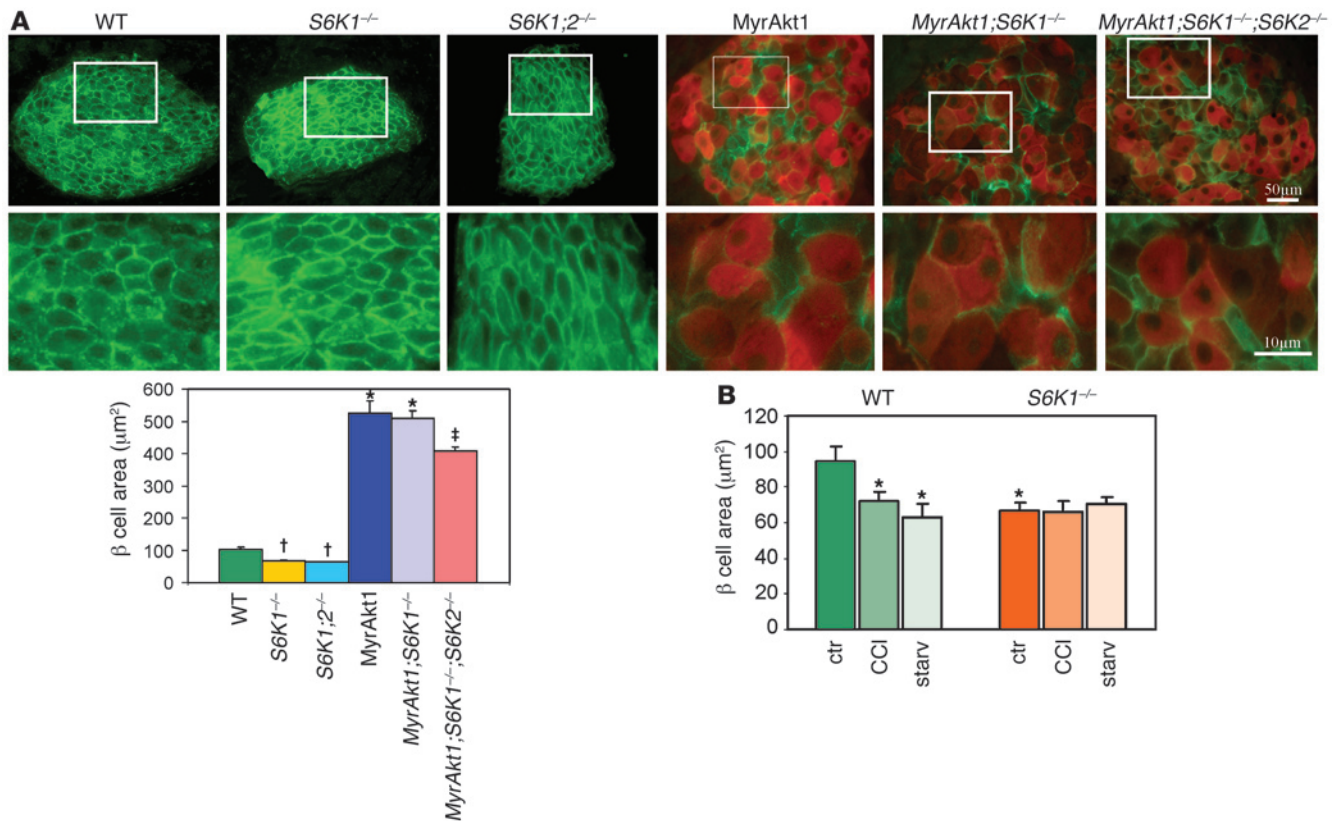 A WT S6K1−/− S6K1;2−/− MyrAkt1 MyrAkt1;S6K1−/− MyrAkt1;S6K1−/−;S6K2−/−
50µm
10µm
β cell area (µm²)
600
500
400
300
200
100
0
† † * * ‡
WT
S6K1−/−
S6K1;2−/−
MyrAkt1
MyrAkt1;S6K1−/−
MyrAkt1;S6K1−/−;S6K2−/−
B WT S6K1−/−
β cell area (µm²)
120
100
80
60
40
20
0
* * *
ctr
CCI
starv
ctr
CCI
starv